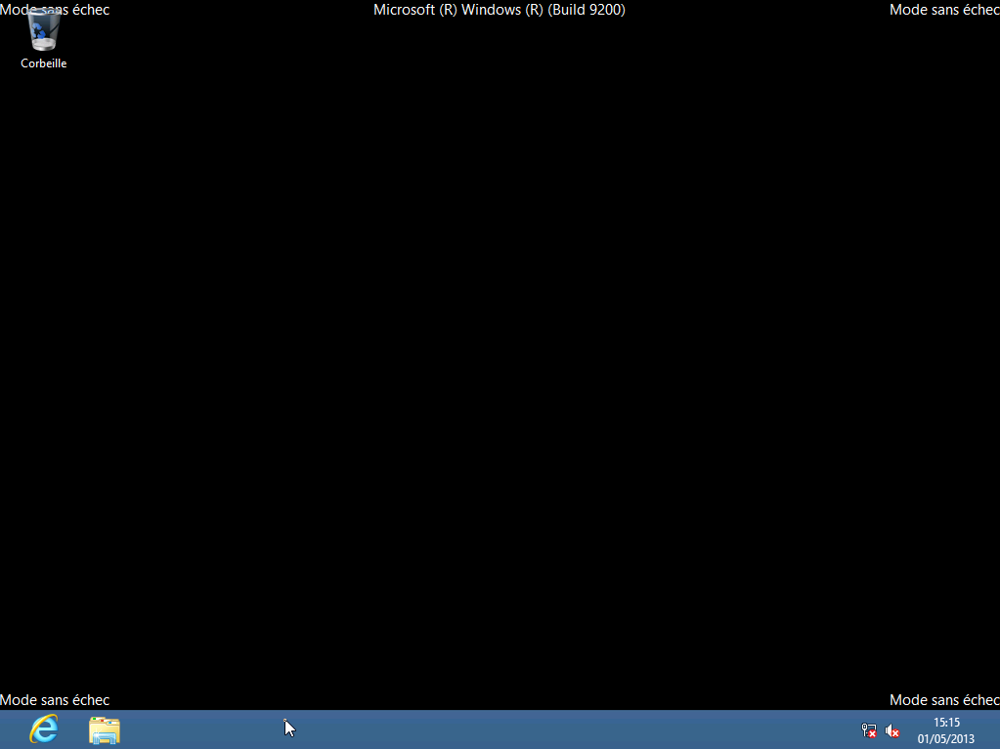 Mode sans échec
Microsoft (R) Windows (R) (Build 9200)
Mode sans échec
Corbeille
Mode sans échec
Mode sans échec
15:15
01/05/2013